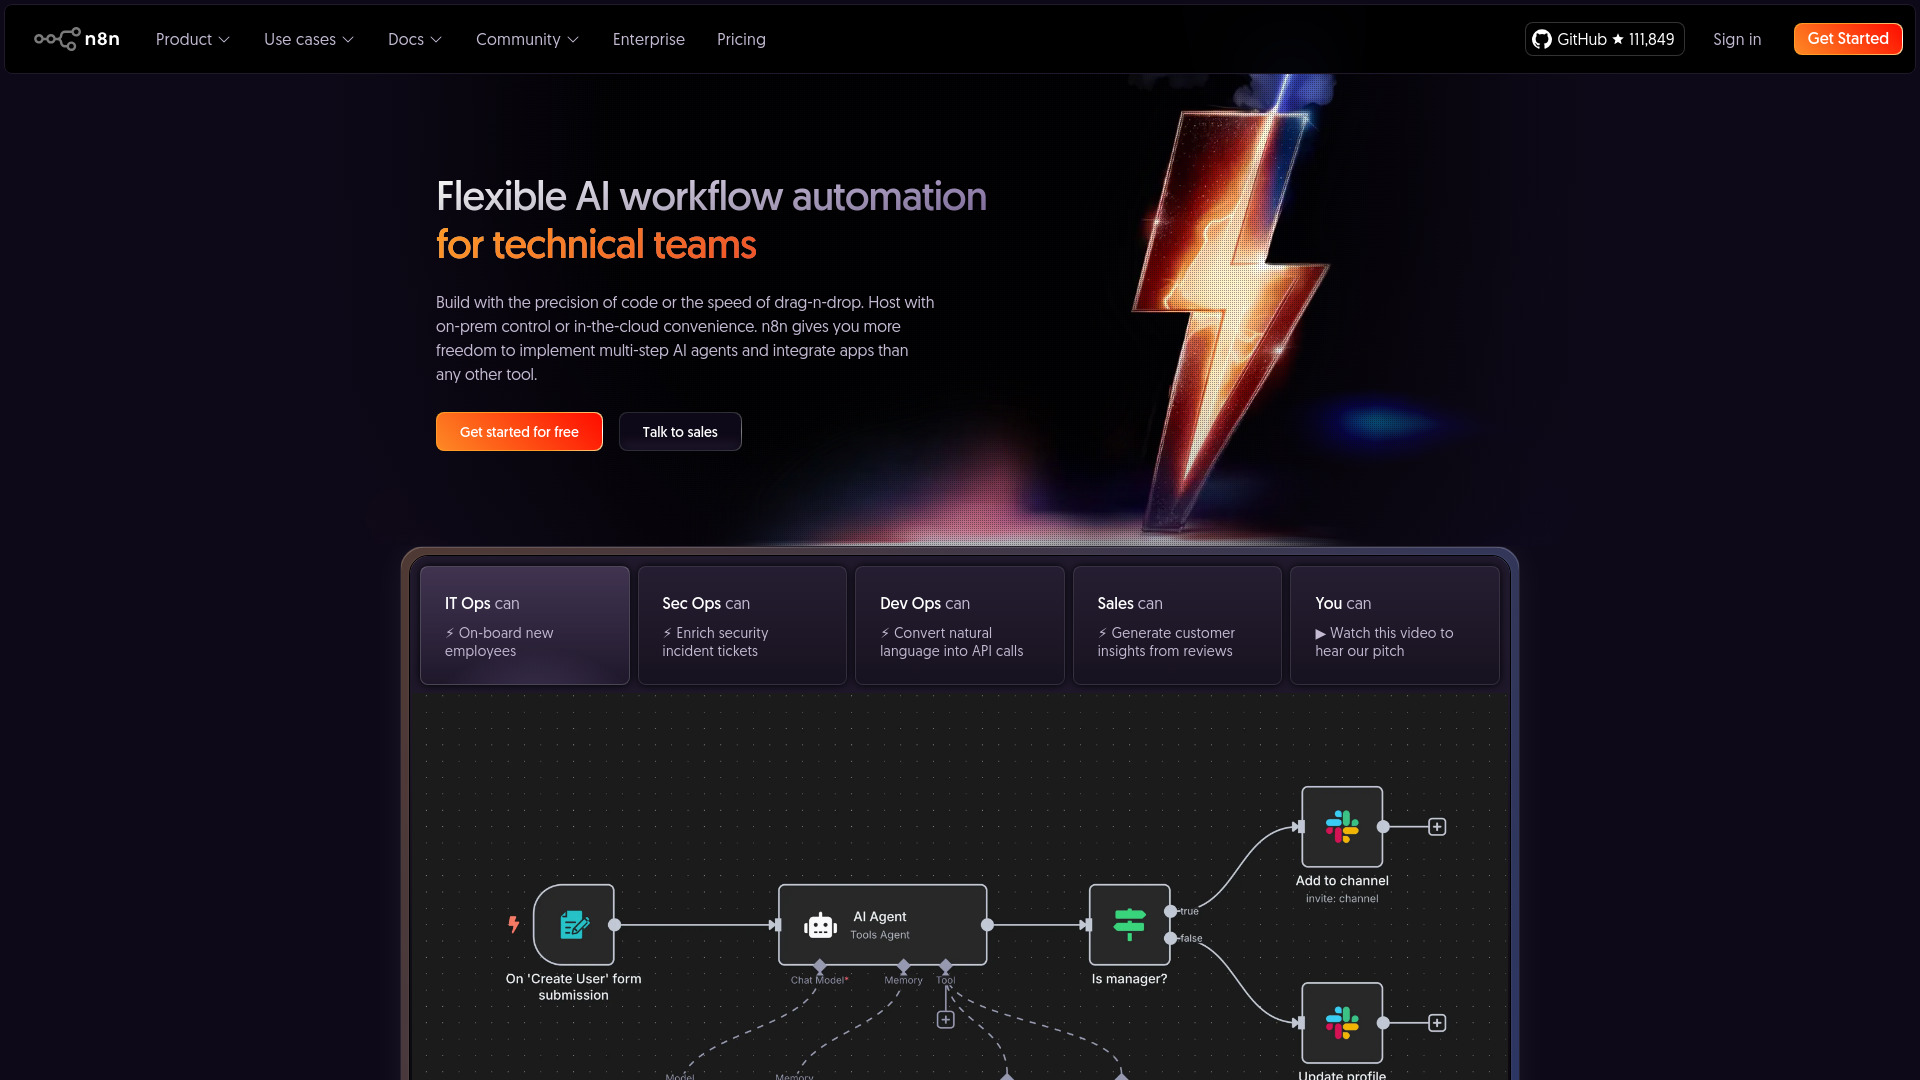 n8n
Product
Use cases
Docs
Community
Enterprise
Pricing
GitHub ★ 111,849
Sign in
Get Started
Flexible AI workflow automation
for technical teams
Build with the precision of code or the speed of drag-n-drop. Host with
on-prem control or in-the-cloud convenience. n8n gives you more
freedom to implement multi-step AI agents and integrate apps than
any other tool.
Get started for free
Talk to sales
IT Ops can
⚡ On-board new
employees
Sec Ops can
⚡ Enrich security
incident tickets
Dev Ops can
⚡ Convert natural
language into API calls
Sales can
⚡ Generate customer
insights from reviews
You can
▶ Watch this video to
hear our pitch
On 'Create User' form
submission
AI Agent
Tools Agent
Chat Model*
Memory
Tool
Is manager?
true
false
Add to channel
invite: channel
Update profile
Model
Memory